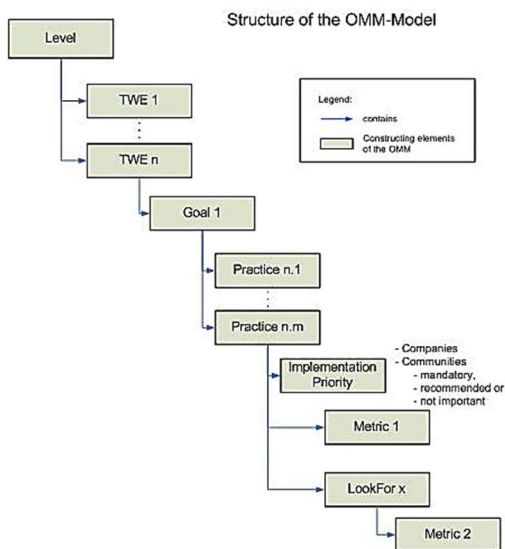 Structure of the OMM-Model
Level
TWE 1
TWE n
Goal 1
Practice n.1
Practice n.m
Implementation
Priority
- Companies
- Communities
- mandatory,
- recommended or
- not important
Metric 1
LookFor x
Metric 2
Legend:
contains
Constructing elements
of the OMM